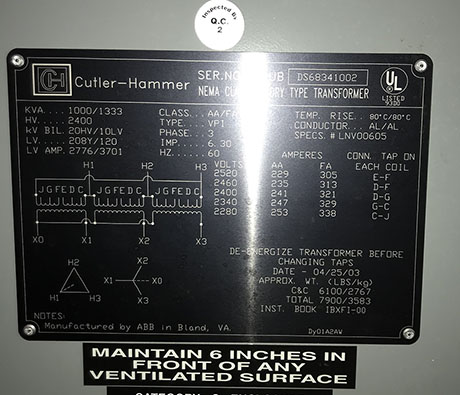 Inspected By
Q.C.
2
CH Cutler-Hammer SER.NO. DS68341002
NEMA TYPE TRANSFORMER
UL
LISTED
KVA.... 1000/1333 CLASS... AA/FA TEMP. RISE.. 80°C/80°C
HV..... 2400 TYPE.... VPI CONDUCTOR... AL/AL
kV BIL. 20HV/10LV PHASE... 3 SPECS. # LNV00605
LV..... 208Y/120 IMP..... 6.30
LV AMP. 2776/3701 HZ...... 60
AMPERES CONN. TAP ON
VOLTS AA FA EACH COIL
2520 229 305 E-F
2460 235 313 D-F
2400 241 321 D-G
2340 247 329 G-C
2280 253 338 C-J
H1 H2 H3
J G F E D C J G F E D C J G F E D C
X0 X1 X2 X3
H2 X2
H1 H3 X1 X0 X3
DE-ENERGIZE TRANSFORMER BEFORE
CHANGING TAPS
DATE - 04/25/03
APPROX. WT. (LBS/kg)
C&C 6100/2767
TOTAL 7900/3583
INST. BOOK IBXFI-00
NOTES:
Manufactured by ABB in Bland, VA. Dy01A2AW
MAINTAIN 6 INCHES IN
FRONT OF ANY
VENTILATED SURFACE